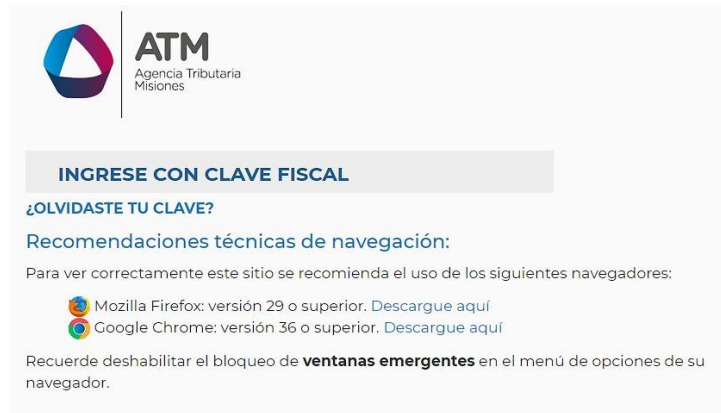 ATM
Agencia Tributaria
Misiones
INGRESE CON CLAVE FISCAL
¿OLVIDASTE TU CLAVE?
Recomendaciones técnicas de navegación:
Para ver correctamente este sitio se recomienda el uso de los siguientes navegadores:
Mozilla Firefox: versión 29 o superior. Descargue aquí
Google Chrome: versión 36 o superior. Descargue aquí
Recuerde deshabilitar el bloqueo de ventanas emergentes en el menú de opciones de su
navegador.